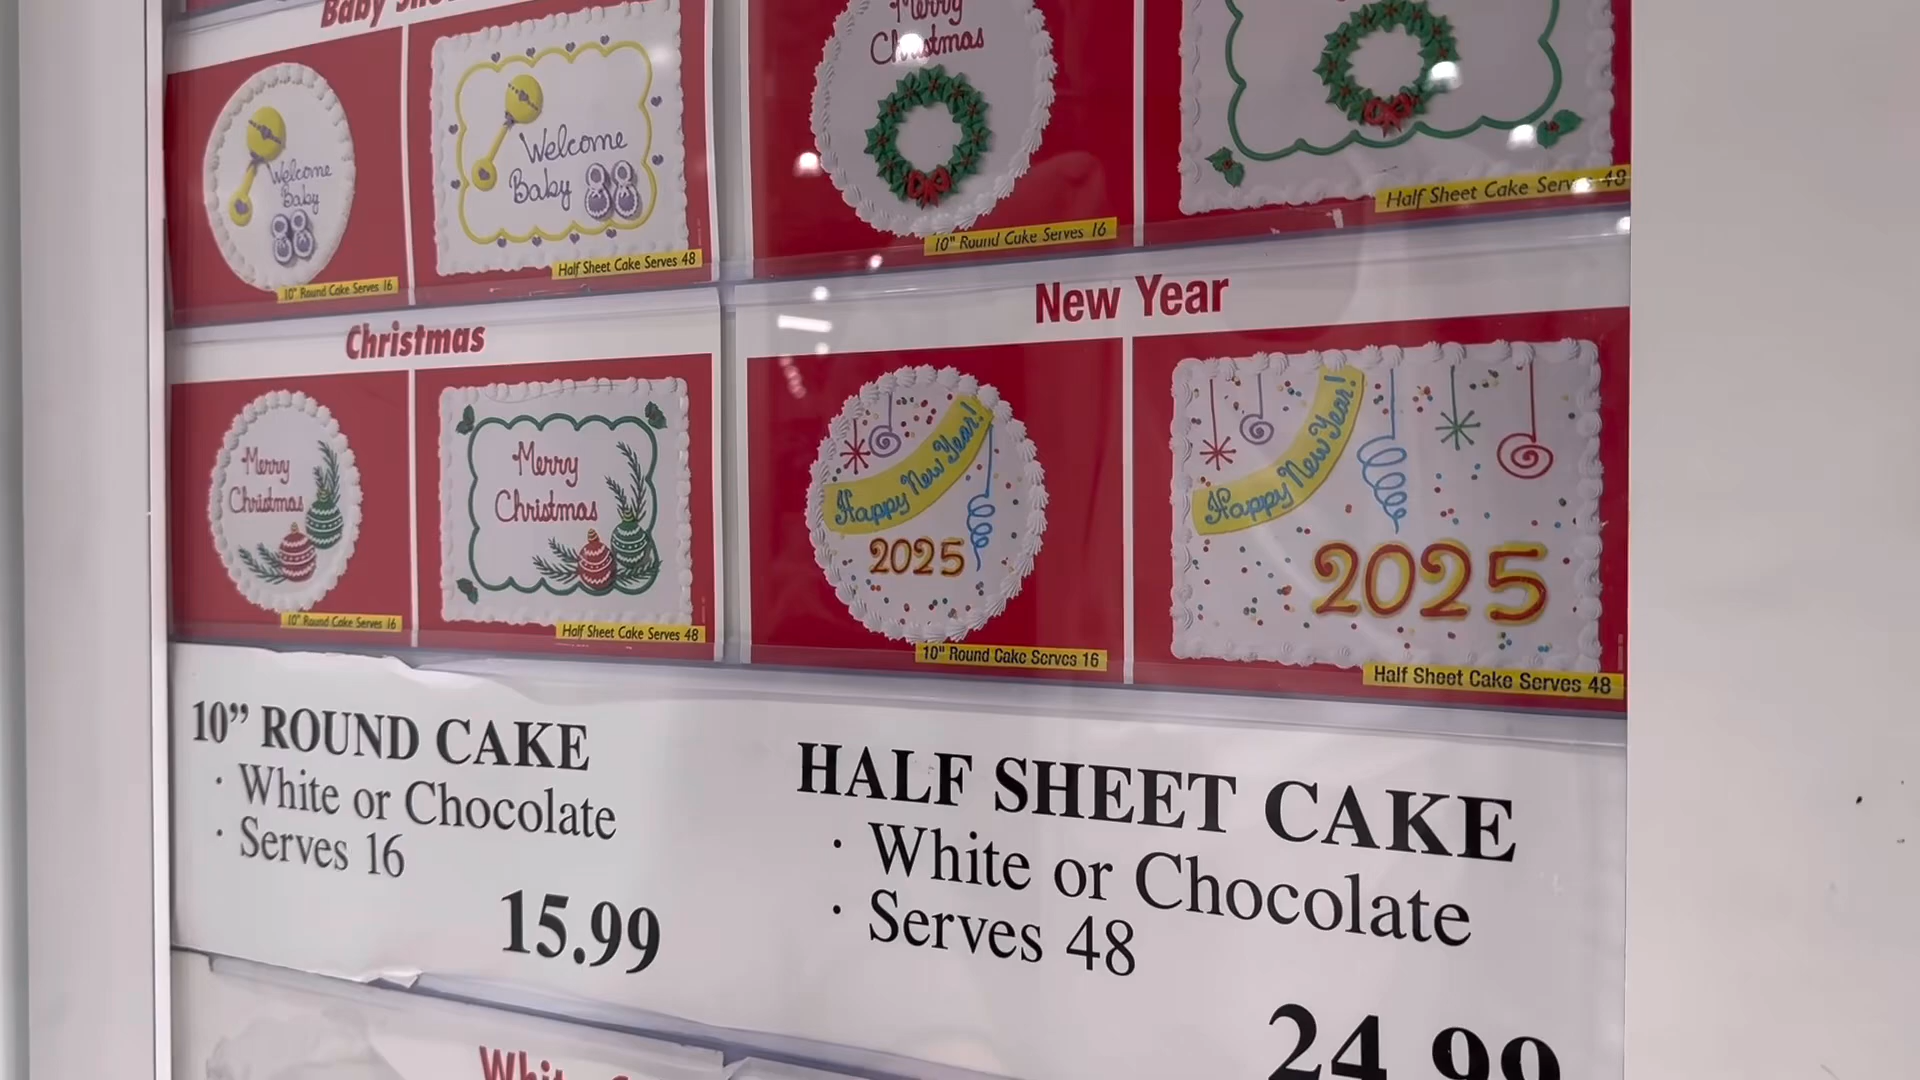 Baby
Welcome
Baby
10" Round Cake Serves 16
Welcome
Baby
Half Sheet Cake Serves 48
Merry
Christmas
10" Round Cake Serves 16
Half Sheet Cake Serves 48
Christmas
Merry
Christmas
10" Round Cake Serves 16
Merry
Christmas
Half Sheet Cake Serves 48
New Year
Happy New Year!
2025
10" Round Cake Serves 16
Happy New Year!
2025
Half Sheet Cake Serves 48
10” ROUND CAKE
· White or Chocolate
· Serves 16
15.99
HALF SHEET CAKE
· White or Chocolate
· Serves 48
24.99